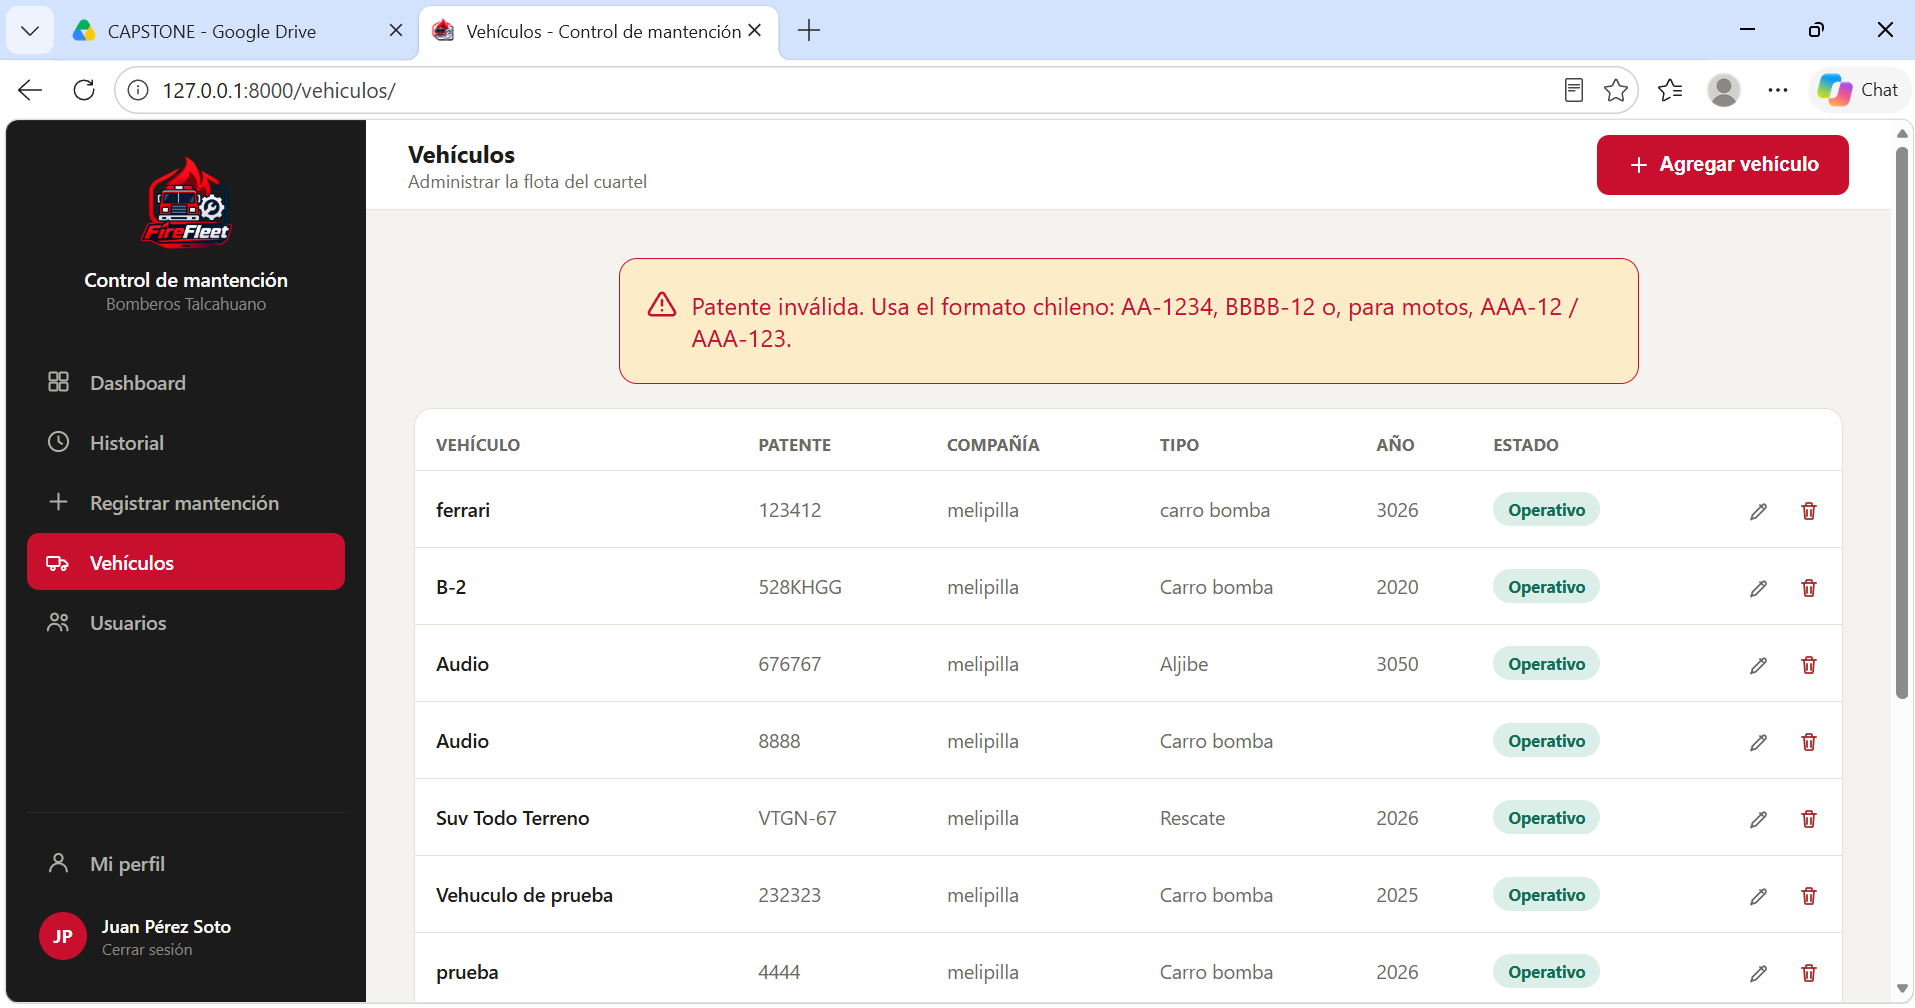 CAPSTONE - Google Drive
Vehículos - Control de mantención
127.0.0.1:8000/vehiculos/
Chat
FireFleet
Control de mantención
Bomberos Talcahuano
Dashboard
Historial
Registrar mantención
Vehículos
Usuarios
Mi perfil
JP
Juan Pérez Soto
Cerrar sesión
Vehículos
Administrar la flota del cuartel
Agregar vehículo
Patente inválida. Usa el formato chileno: AA-1234, BBBB-12 o, para motos, AAA-12 /
AAA-123.
VEHÍCULO PATENTE COMPAÑÍA TIPO AÑO ESTADO
ferrari 123412 melipilla carro bomba 3026 Operativo
B-2 528KHGG melipilla Carro bomba 2020 Operativo
Audio 676767 melipilla Aljibe 3050 Operativo
Audio 8888 melipilla Carro bomba Operativo
Suv Todo Terreno VTGN-67 melipilla Rescate 2026 Operativo
Vehuculo de prueba 232323 melipilla Carro bomba 2025 Operativo
prueba 4444 melipilla Carro bomba 2026 Operativo